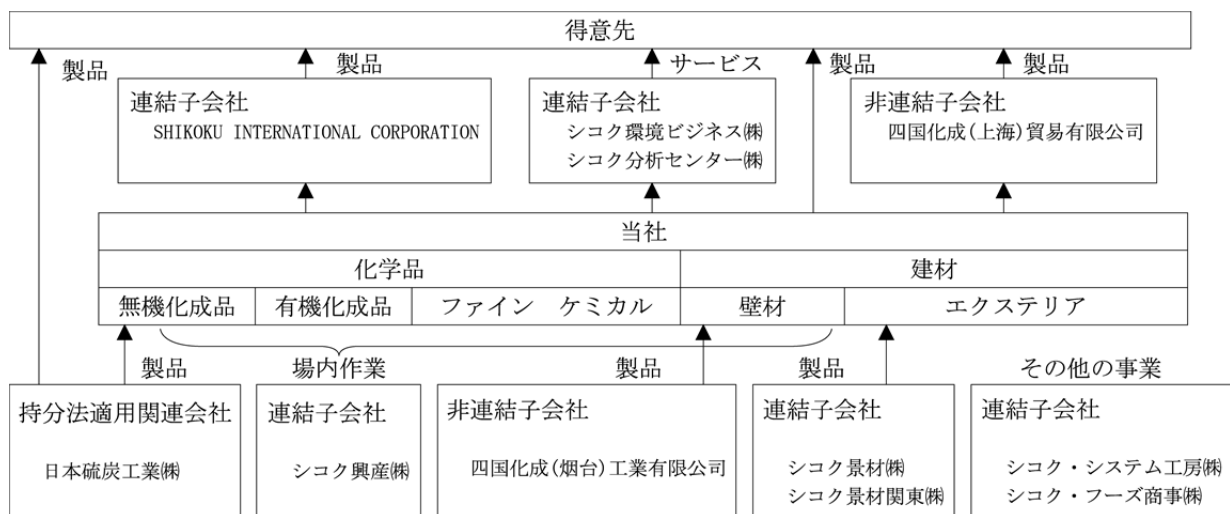 得意先
製品
製品
サービス
製品
製品
連結子会社
SHIKOKU INTERNATIONAL CORPORATION
連結子会社
シコク環境ビジネス㈱
シコク分析センター㈱
非連結子会社
四国化成(上海)貿易有限公司
当社
化学品
建材
無機化成品
有機化成品
ファイン　ケミカル
壁材
エクステリア
製品
場内作業
製品
製品
その他の事業
持分法適用関連会社
日本硫炭工業㈱
連結子会社
シコク興産㈱
非連結子会社
四国化成(烟台)工業有限公司
連結子会社
シコク景材㈱
シコク景材関東㈱
連結子会社
シコク・システム工房㈱
シコク・フーズ商事㈱